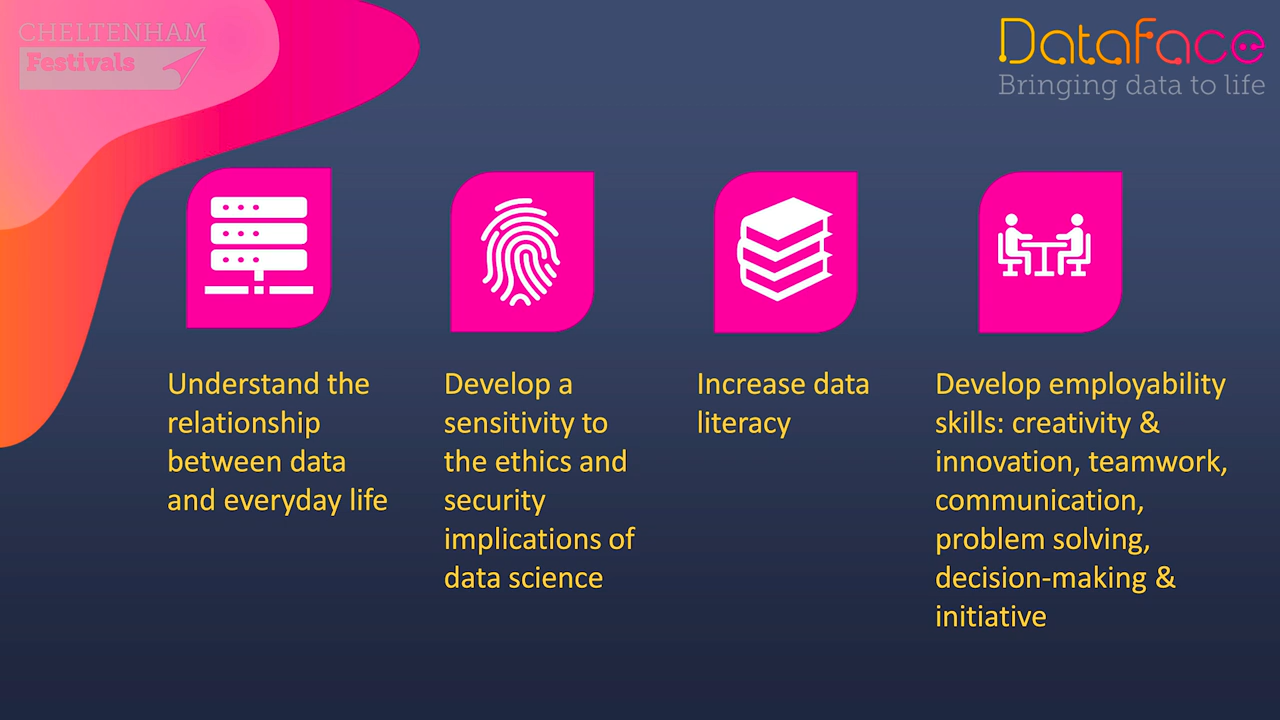 CHELTENHAM
Festivals
DataFace
Bringing data to life
Understand the
relationship
between data
and everyday life
Develop a
sensitivity to
the ethics and
security
implications of
data science
Increase data
literacy
Develop employability
skills: creativity &
innovation, teamwork,
communication,
problem solving,
decision-making &
initiative